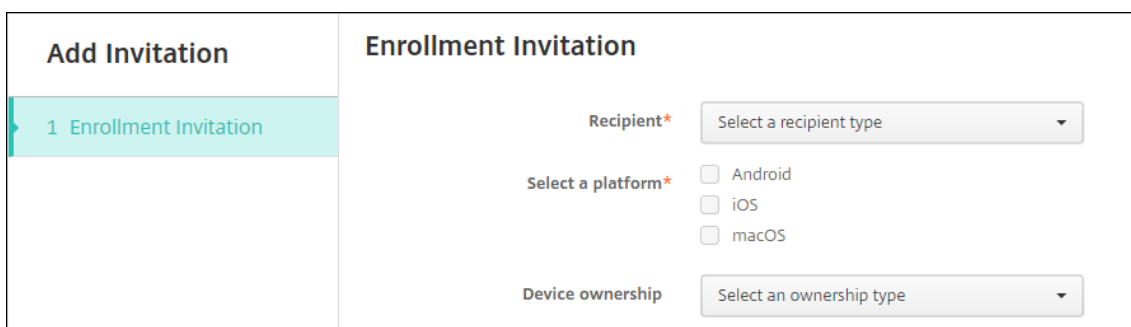 Add Invitation
1 Enrollment Invitation
Enrollment Invitation
Recipient* Select a recipient type
Select a platform* Android
iOS
macOS
Device ownership Select an ownership type